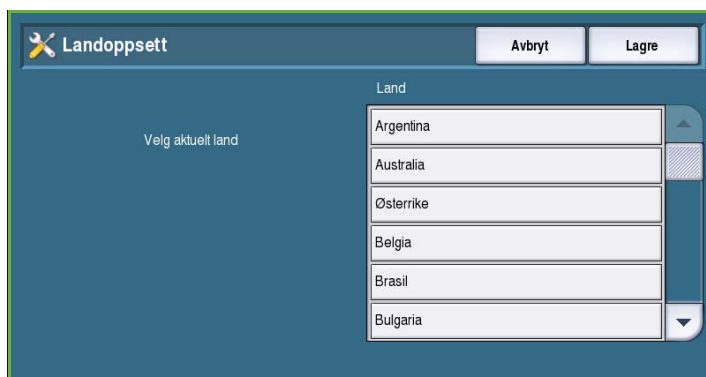 Landoppsett
Avbryt
Lagre
Land
Velg aktuelt land
Argentina
Australia
Østerrike
Belgia
Brasil
Bulgaria